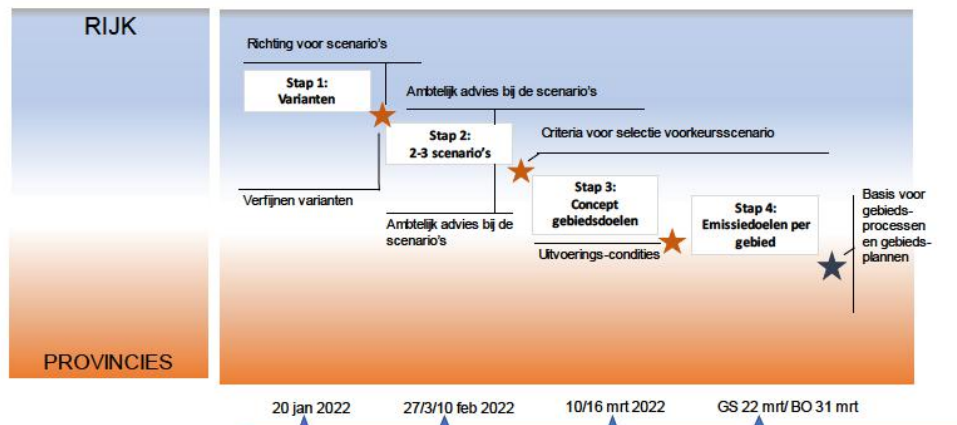 RIJK
Richting voor scenario's
Stap 1:
Varianten
Ambtelijk advies bij de scenario's
Stap 2:
2-3 scenario's
Criteria voor selectie voorkeursscenario
Verfijnen varianten
Ambtelijk advies bij de
scenario's
Stap 3:
Concept
gebiedsdoelen
Uitvoerings-condities
Stap 4:
Emissiedoelen per
gebied
Basis voor
gebieds-
processen
en gebieds-
plannen
PROVINCIES
20 jan 2022
27/3/10 feb 2022
10/16 mrt 2022
GS 22 mrt/ BO 31 mrt